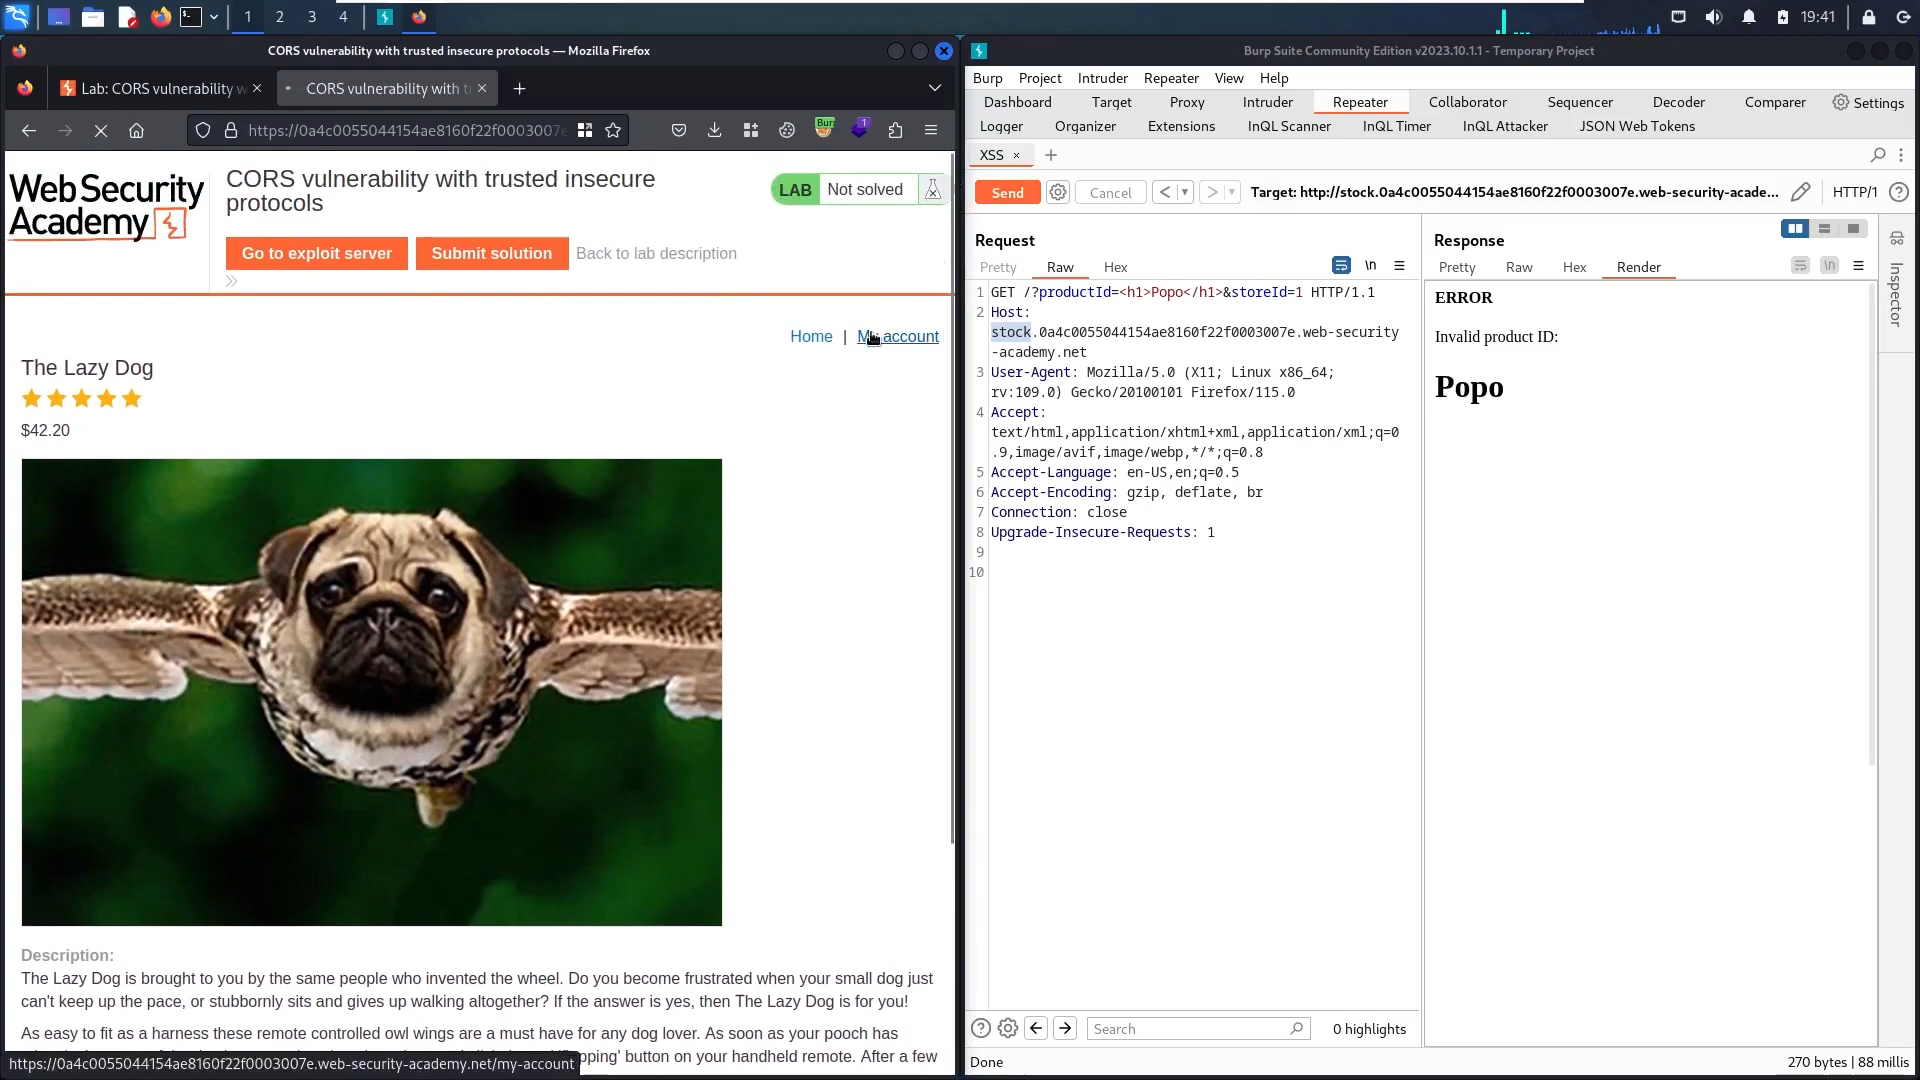 1 2 3 4
19:41
CORS vulnerability with trusted insecure protocols — Mozilla Firefox
Lab: CORS vulnerability w
CORS vulnerability with t
https://0a4c0055044154ae8160f22f0003007e
Bur
1
Web Security
Academy
CORS vulnerability with trusted insecure
protocols
LAB Not solved
Go to exploit server
Submit solution
Back to lab description
Home | My account
The Lazy Dog
$42.20
Description:
The Lazy Dog is brought to you by the same people who invented the wheel. Do you become frustrated when your small dog just
can't keep up the pace, or stubbornly sits and gives up walking altogether? If the answer is yes, then The Lazy Dog is for you!
As easy to fit as a harness these remote controlled owl wings are a must have for any dog lover. As soon as your pooch has
button on your handheld remote. After a few
https://0a4c0055044154ae8160f22f0003007e.web-security-academy.net/my-account
Burp Suite Community Edition v2023.10.1.1 - Temporary Project
Burp Project Intruder Repeater View Help
Dashboard Target Proxy Intruder Repeater Collaborator Sequencer Decoder Comparer Settings
Logger Organizer Extensions InQL Scanner InQL Timer InQL Attacker JSON Web Tokens
XSS
Send
Cancel
Target: http://stock.0a4c0055044154ae8160f22f0003007e.web-security-acade...
HTTP/1
Request
Pretty Raw Hex
\n
1 GET /?productId=<h1>Popo</h1>&storeId=1 HTTP/1.1
2 Host:
stock.0a4c0055044154ae8160f22f0003007e.web-security
-academy.net
3 User-Agent: Mozilla/5.0 (X11; Linux x86_64;
rv:109.0) Gecko/20100101 Firefox/115.0
4 Accept:
text/html,application/xhtml+xml,application/xml;q=0
.9,image/avif,image/webp,*/*;q=0.8
5 Accept-Language: en-US,en;q=0.5
6 Accept-Encoding: gzip, deflate, br
7 Connection: close
8 Upgrade-Insecure-Requests: 1
9
10
Search
0 highlights
Response
Pretty Raw Hex Render
\n
ERROR
Invalid product ID:
Popo
Inspector
Done
270 bytes | 88 millis